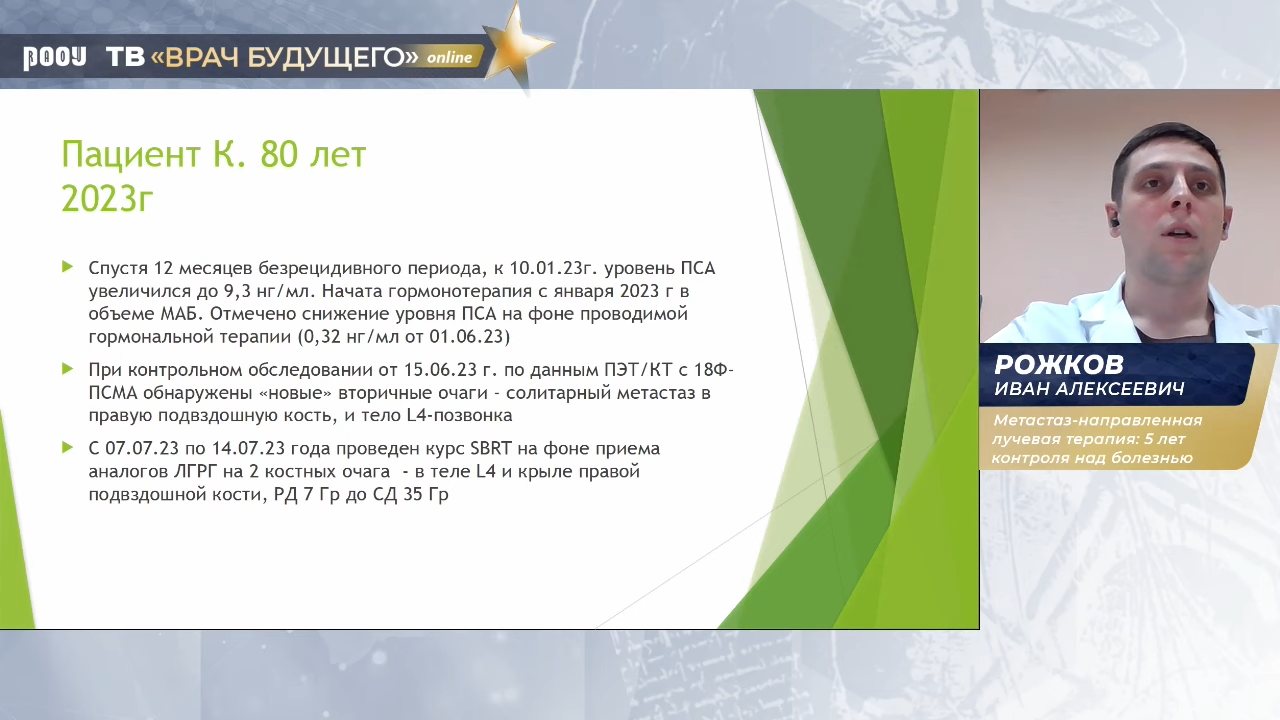 РООУ ТВ «ВРАЧ БУДУЩЕГО» online
Пациент К. 80 лет
2023г
Спустя 12 месяцев безрецидивного периода, к 10.01.23г. уровень ПСА
увеличился до 9,3 нг/мл. Начата гормонотерапия с января 2023 г в
объеме МАБ. Отмечено снижение уровня ПСА на фоне проводимой
гормональной терапии (0,32 нг/мл от 01.06.23)
При контрольном обследовании от 15.06.23 г. по данным ПЭТ/КТ с 18Ф-
ПСМА обнаружены «новые» вторичные очаги - солитарный метастаз в
правую подвздошную кость, и тело L4-позвонка
С 07.07.23 по 14.07.23 года проведен курс SBRT на фоне приема
аналогов ЛГРГ на 2 костных очага - в теле L4 и крыле правой
подвздошной кости, РД 7 Гр до СД 35 Гр
РОЖКОВ
ИВАН АЛЕКСЕЕВИЧ
Метастаз-направленная
лучевая терапия: 5 лет
контроля над болезнью